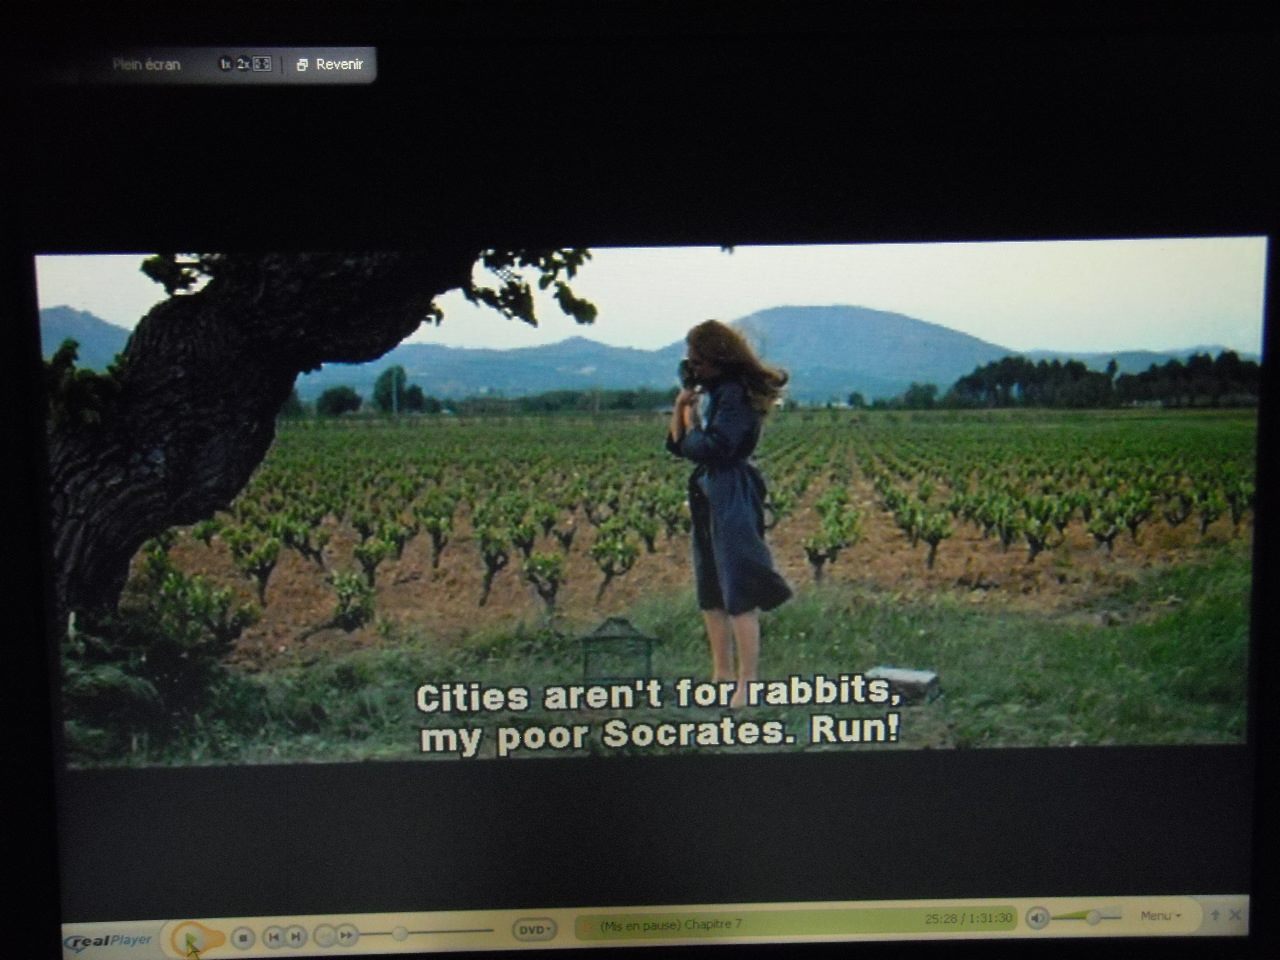 Plein écran 1x 2x Revenir
Cities aren't for rabbits,
my poor Socrates. Run!
realPlayer DVD (Mis en pause) Chapitre 7 25:28 / 1:31:30 Menu